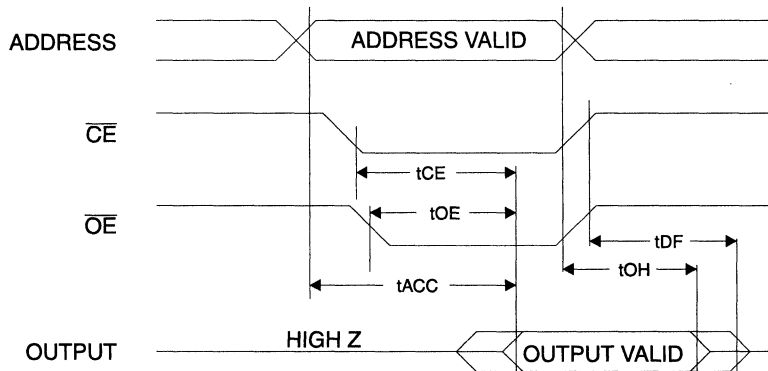 ADDRESS
ADDRESS VALID
CE
tCE
OE
tOE
tDF
tOH
tACC
HIGH Z
OUTPUT
OUTPUT VALID